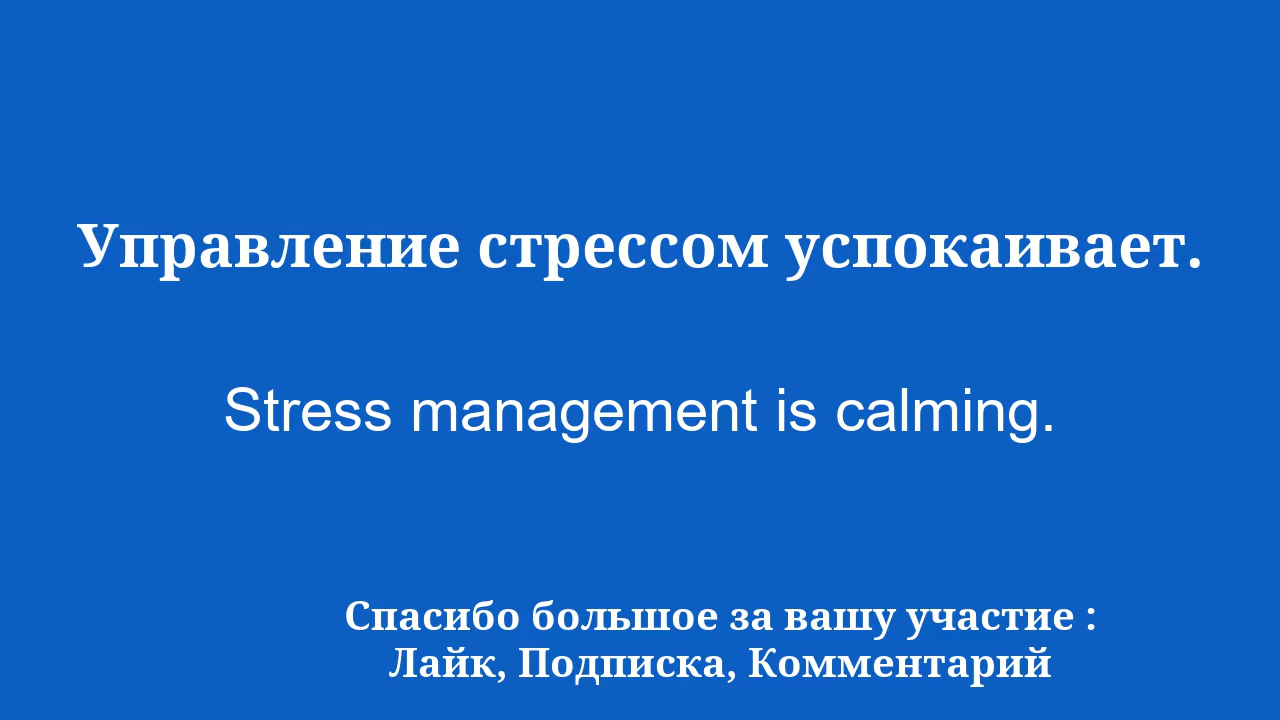 Управление стрессом успокаивает.
Stress management is calming.
Спасибо большое за вашу участие :
Лайк, Подписка, Комментарий